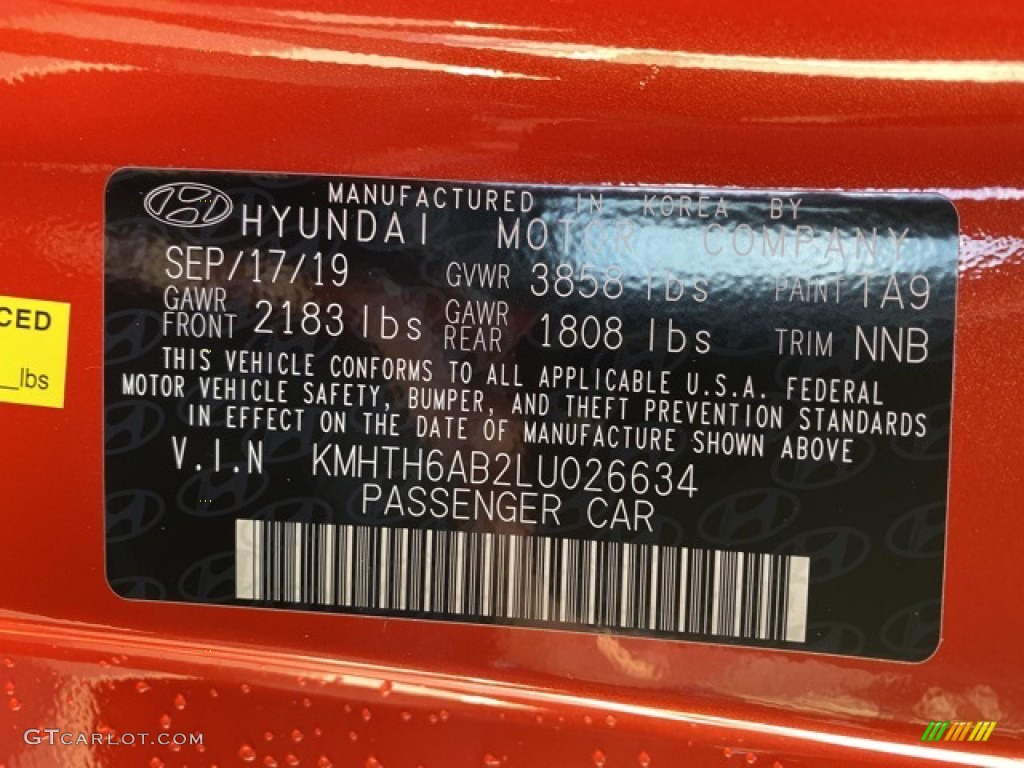 MANUFACTURED IN KOREA BY
HYUNDAI MOTOR COMPANY
SEP/17/19 GVWR 3858 lbs PAINT TA9
GAWR FRONT 2183 lbs GAWR REAR 1808 lbs TRIM NNB
THIS VEHICLE CONFORMS TO ALL APPLICABLE U.S.A. FEDERAL
MOTOR VEHICLE SAFETY, BUMPER, AND THEFT PREVENTION STANDARDS
IN EFFECT ON THE DATE OF MANUFACTURE SHOWN ABOVE
V.I.N KMHTH6AB2LU026634
PASSENGER CAR
CED
__lbs
GTCARLOT.COM